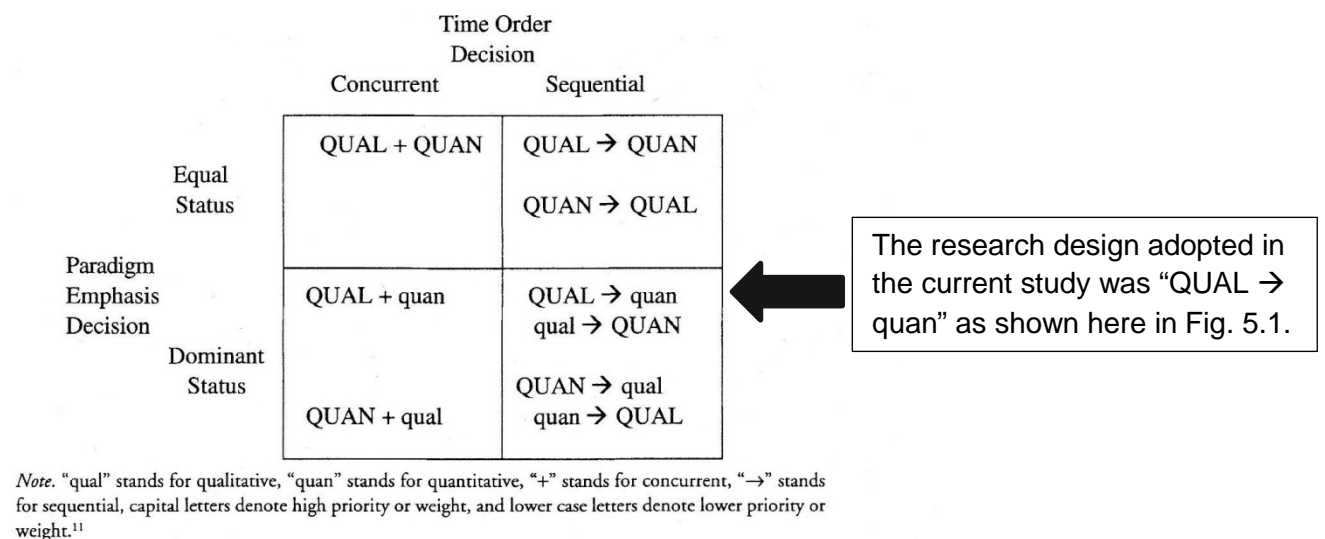 Time Order
Decision
Concurrent Sequential
QUAL + QUAN QUAL → QUAN
Equal
Status QUAN → QUAL
Paradigm
Emphasis QUAL + quan QUAL → quan
Decision qual → QUAN
Dominant
Status QUAN → qual
QUAN + qual quan → QUAL
The research design adopted in
the current study was “QUAL →
quan” as shown here in Fig. 5.1.
Note. “qual” stands for qualitative, “quan” stands for quantitative, “+” stands for concurrent, “→” stands
for sequential, capital letters denote high priority or weight, and lower case letters denote lower priority or
weight.¹¹